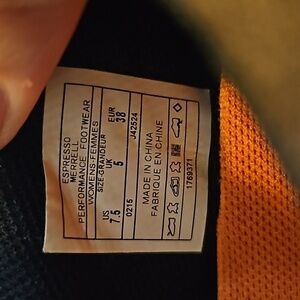 ESPRESSO
MERRELL
PERFORMANCE FOOTWEAR
WOMENS-FEMMES
SIZE-GRANDEUR
US
7.5
UK
5
EUR
38
0215
J42524
MADE IN CHINA
FABRIQUE EN CHINE
1769371